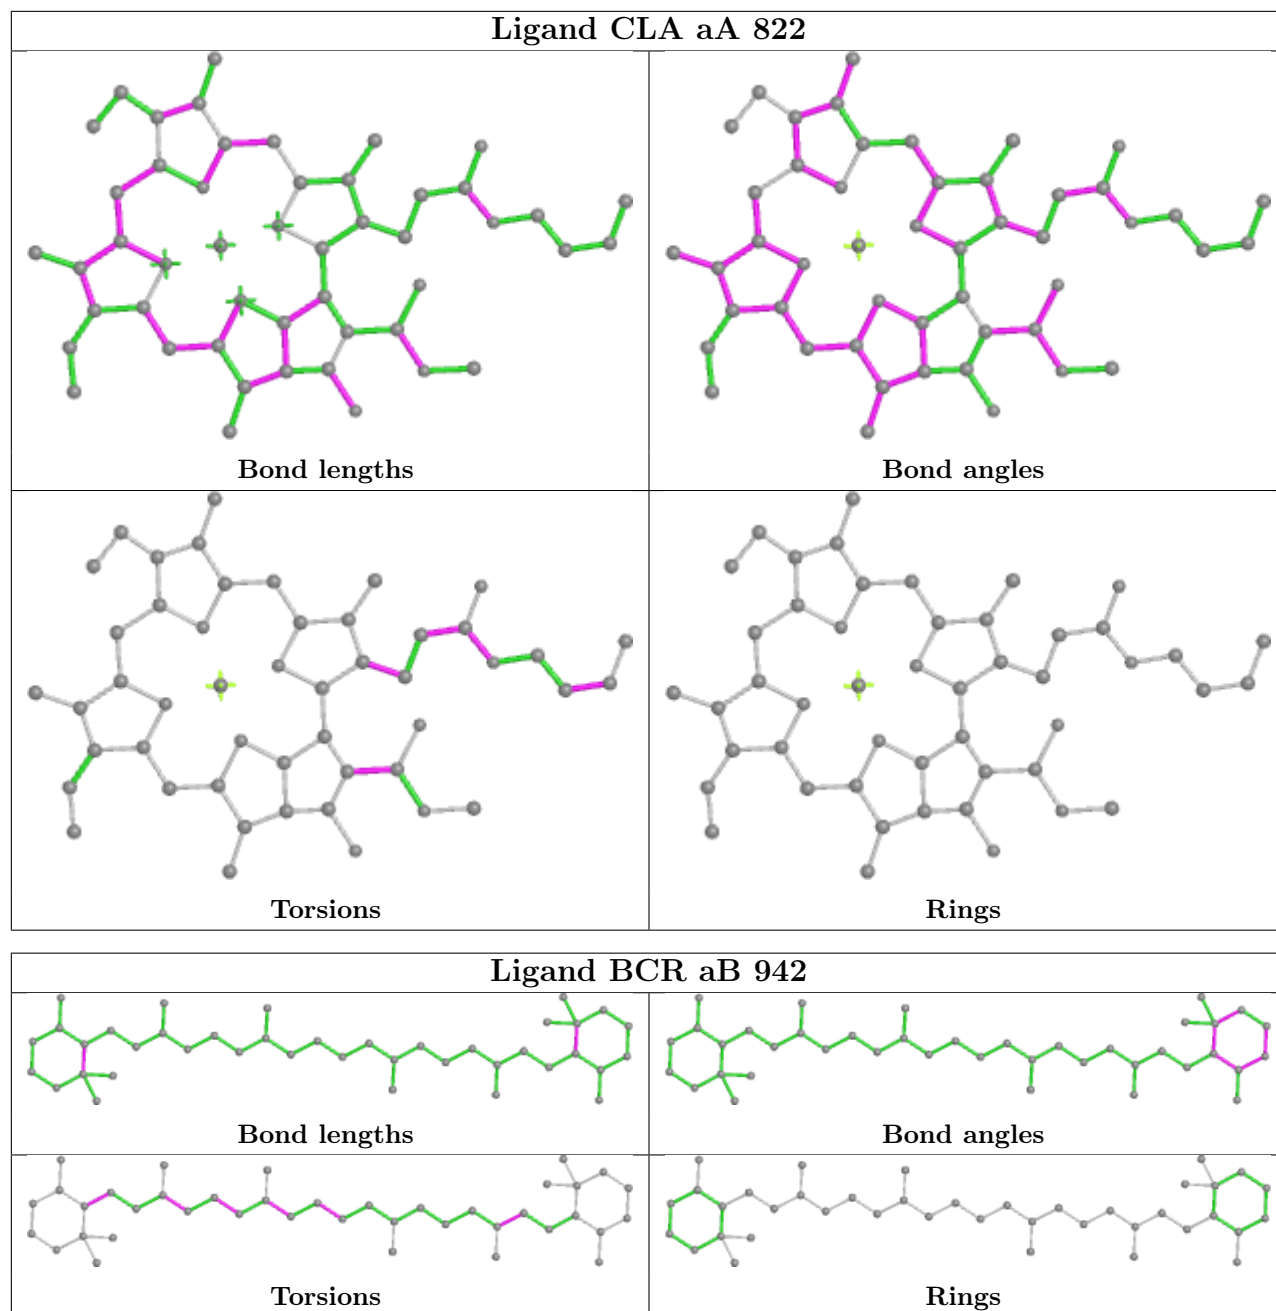 Ligand CLA aA 822
Bond lengths
Bond angles
Torsions
Rings
Ligand BCR aB 942
Bond lengths
Bond angles
Torsions
Rings